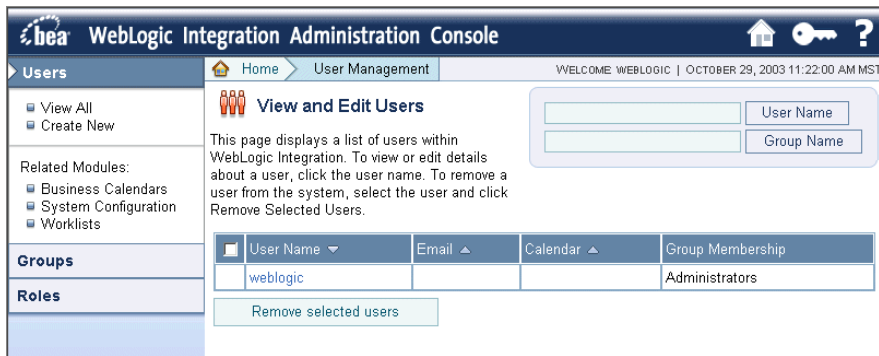 bea WebLogic Integration Administration Console ?
Users
Home User Management
WELCOME WEBLOGIC | OCTOBER 29, 2003 11:22:00 AM MST
View All
Create New
Related Modules:
Business Calendars
System Configuration
Worklists
Groups
Roles
View and Edit Users
This page displays a list of users within
WebLogic Integration. To view or edit details
about a user, click the user name. To remove a
user from the system, select the user and click
Remove Selected Users.
User Name
Group Name
User Name Email Calendar Group Membership
weblogic Administrators
Remove selected users